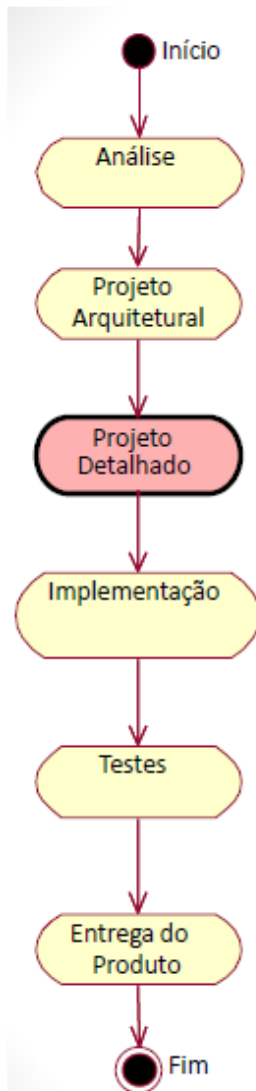 Início
Análise
Projeto
Arquitetural
Projeto
Detalhado
Implementação
Testes
Entrega do
Produto
Fim